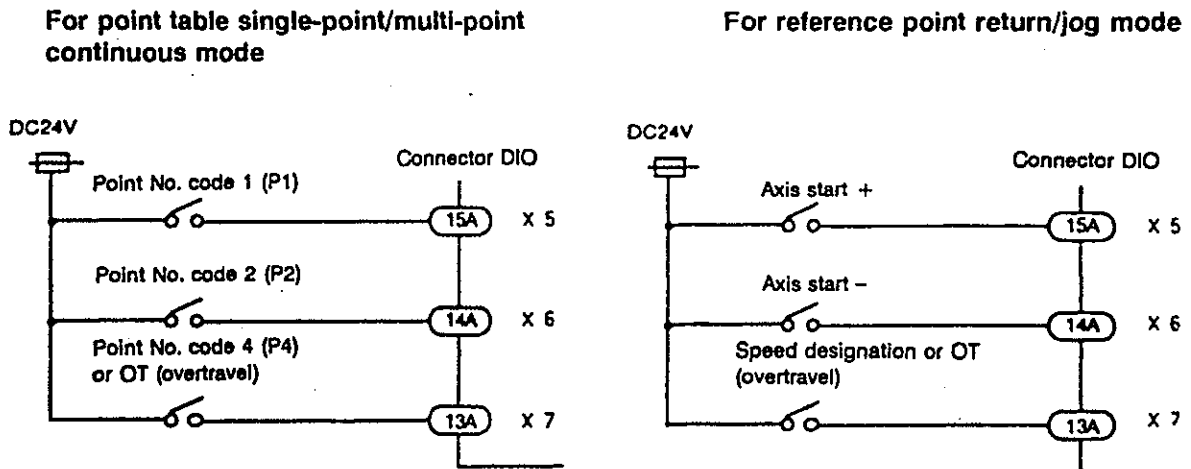 For point table single-point/multi-point
continuous mode
DC24V
Connector DIO
Point No. code 1 (P1)
15A X 5
Point No. code 2 (P2)
14A X 6
Point No. code 4 (P4)
or OT (overtravel)
13A X 7
For reference point return/jog mode
DC24V
Connector DIO
Axis start +
15A X 5
Axis start –
14A X 6
Speed designation or OT
(overtravel)
13A X 7